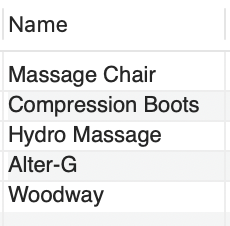 Name
Massage Chair
Compression Boots
Hydro Massage
Alter-G
Woodway